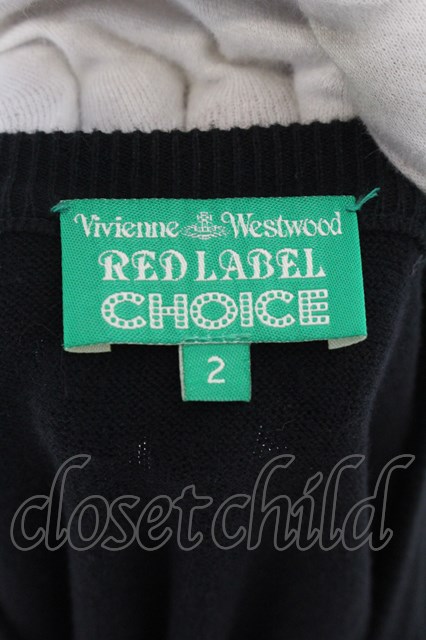 Vivienne Westwood
RED LABEL
CHOICE
2
closetchild